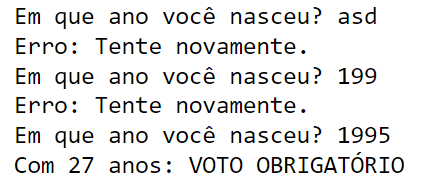 Em que ano você nasceu? asd
Erro: Tente novamente.
Em que ano você nasceu? 199
Erro: Tente novamente.
Em que ano você nasceu? 1995
Com 27 anos: VOTO OBRIGATÓRIO